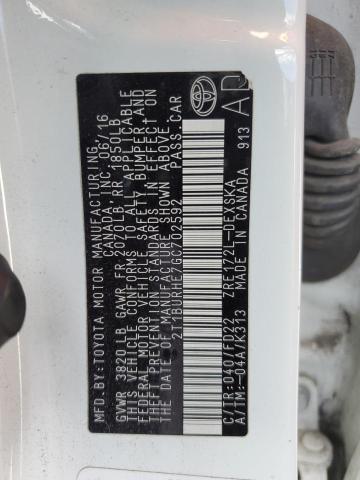 MFD.BY:TOYOTA MOTOR MANUFACTURING
CANADA, INC. 06/16
GVWR 3820LB GAWR FR 2070LB RR 1850LB
THIS VEHICLE CONFORMS TO ALL APPLICABLE
FEDERAL MOTOR VEHICLE SAFETY, BUMPER, AND
THEFT PREVENTION STANDARDS IN EFFECT ON
THE DATE OF MANUFACTURE SHOWN ABOVE
2T1BURHE7GC702592 PASS.CAR
C/TR:040/FD22 ZRE172L-DEXSKA
A/TM:-04A/K313 MADE IN CANADA 913